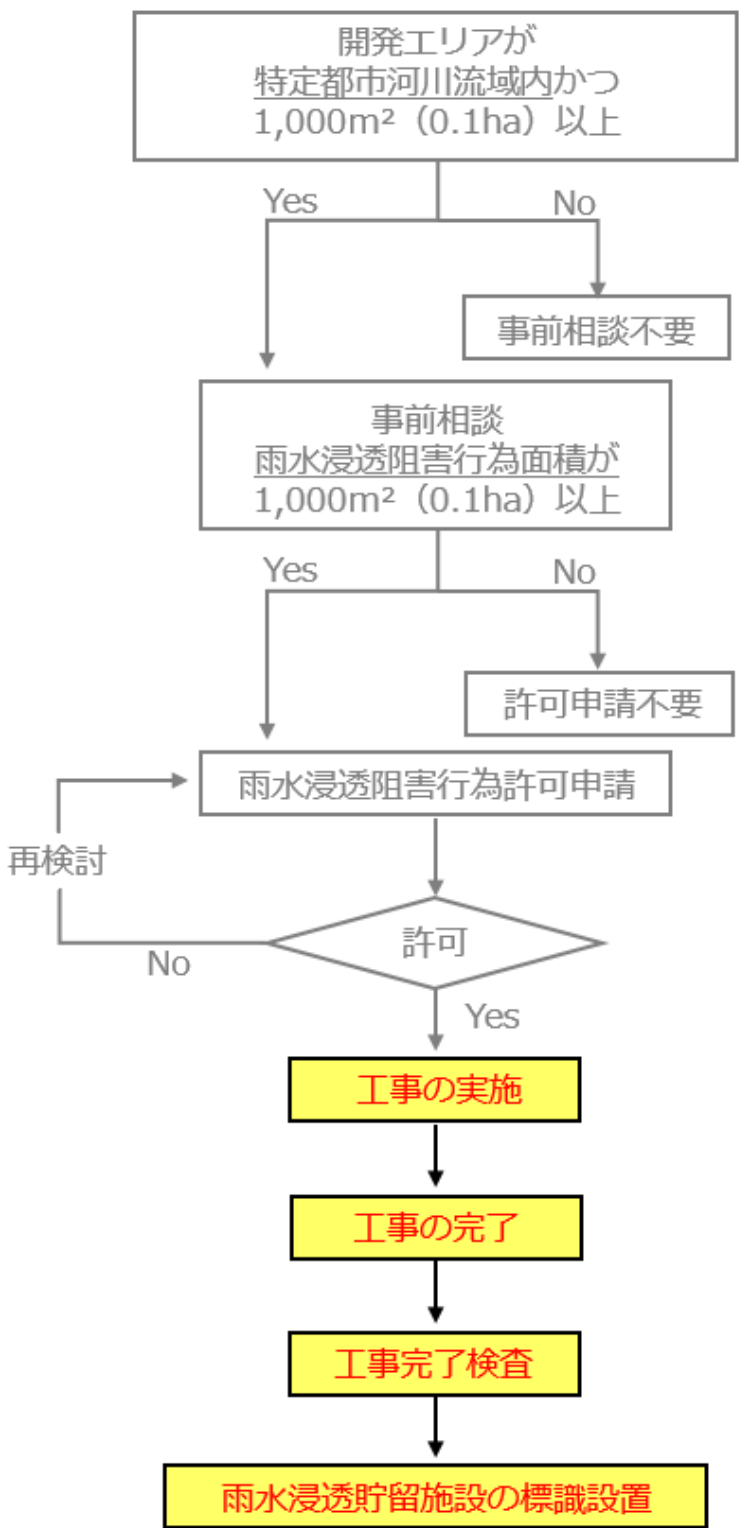 開発エリアが
特定都市河川流域内かつ
1,000m²（0.1ha）以上
Yes
No
事前相談不要
事前相談
雨水浸透阻害行為面積が
1,000m²（0.1ha）以上
Yes
No
許可申請不要
雨水浸透阻害行為許可申請
再検討
許可
No
Yes
工事の実施
工事の完了
工事完了検査
雨水浸透貯留施設の標識設置